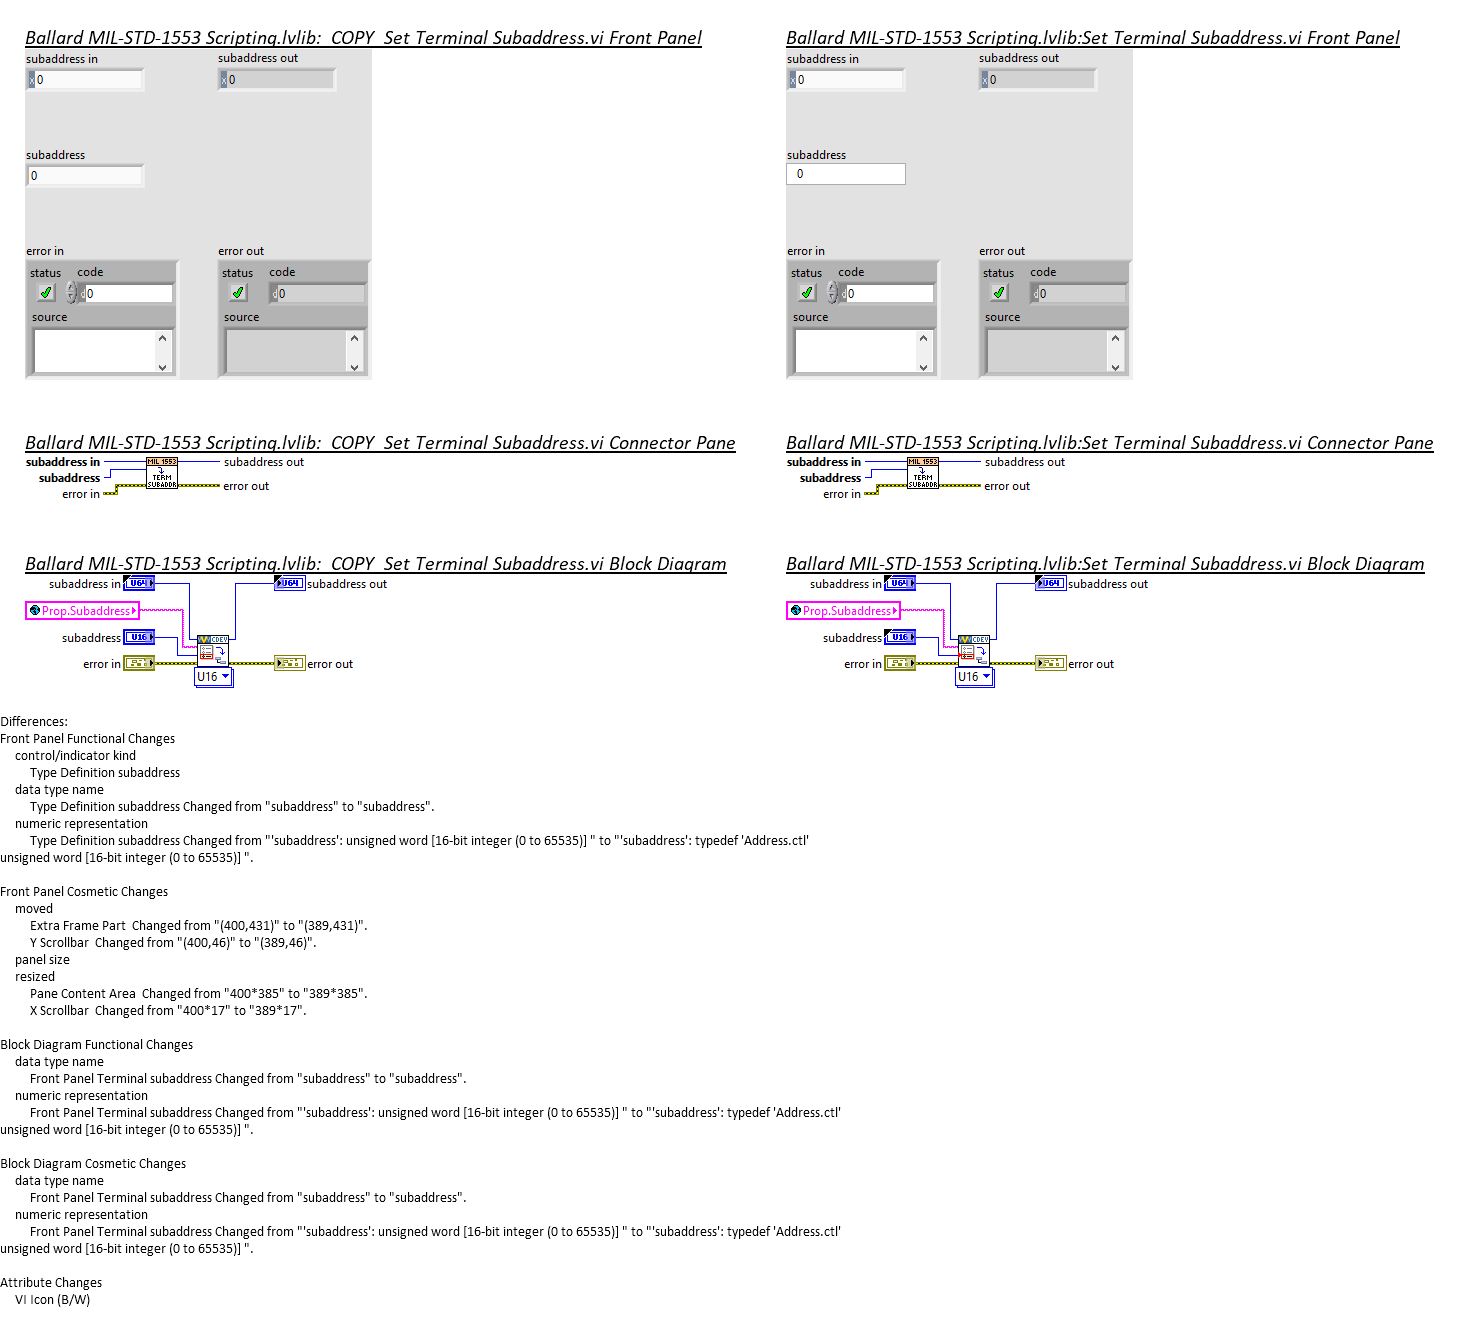 Ballard MIL-STD-1553 Scripting.lvlib:  COPY  Set Terminal Subaddress.vi Front Panel
subaddress in
subaddress out
x 0
x 0
subaddress
0
error in
error out
status
code
status
code
d 0
d 0
source
source
Ballard MIL-STD-1553 Scripting.lvlib:Set Terminal Subaddress.vi Front Panel
subaddress in
subaddress out
x 0
x 0
subaddress
0
error in
error out
status
code
status
code
d 0
d 0
source
source
Ballard MIL-STD-1553 Scripting.lvlib:  COPY  Set Terminal Subaddress.vi Connector Pane
subaddress in
subaddress
error in
MIL 1553
TERM
SUBADDR
subaddress out
error out
Ballard MIL-STD-1553 Scripting.lvlib:Set Terminal Subaddress.vi Connector Pane
subaddress in
subaddress
error in
MIL 1553
TERM
SUBADDR
subaddress out
error out
Ballard MIL-STD-1553 Scripting.lvlib:  COPY  Set Terminal Subaddress.vi Block Diagram
subaddress in
U64
U64
subaddress out
Prop.Subaddress
subaddress
U16
CDEV
error in
error out
U16
Ballard MIL-STD-1553 Scripting.lvlib:Set Terminal Subaddress.vi Block Diagram
subaddress in
U64
U64
subaddress out
Prop.Subaddress
subaddress
U16
CDEV
error in
error out
U16
Differences:
Front Panel Functional Changes
control/indicator kind
Type Definition subaddress
data type name
Type Definition subaddress Changed from "subaddress" to "subaddress".
numeric representation
Type Definition subaddress Changed from "'subaddress': unsigned word [16-bit integer (0 to 65535)] " to "'subaddress': typedef 'Address.ctl'
unsigned word [16-bit integer (0 to 65535)] ".
Front Panel Cosmetic Changes
moved
Extra Frame Part  Changed from "(400,431)" to "(389,431)".
Y Scrollbar  Changed from "(400,46)" to "(389,46)".
panel size
resized
Pane Content Area  Changed from "400*385" to "389*385".
X Scrollbar  Changed from "400*17" to "389*17".
Block Diagram Functional Changes
data type name
Front Panel Terminal subaddress Changed from "subaddress" to "subaddress".
numeric representation
Front Panel Terminal subaddress Changed from "'subaddress': unsigned word [16-bit integer (0 to 65535)] " to "'subaddress': typedef 'Address.ctl'
unsigned word [16-bit integer (0 to 65535)] ".
Block Diagram Cosmetic Changes
data type name
Front Panel Terminal subaddress Changed from "subaddress" to "subaddress".
numeric representation
Front Panel Terminal subaddress Changed from "'subaddress': unsigned word [16-bit integer (0 to 65535)] " to "'subaddress': typedef 'Address.ctl'
unsigned word [16-bit integer (0 to 65535)] ".
Attribute Changes
VI Icon (B/W)